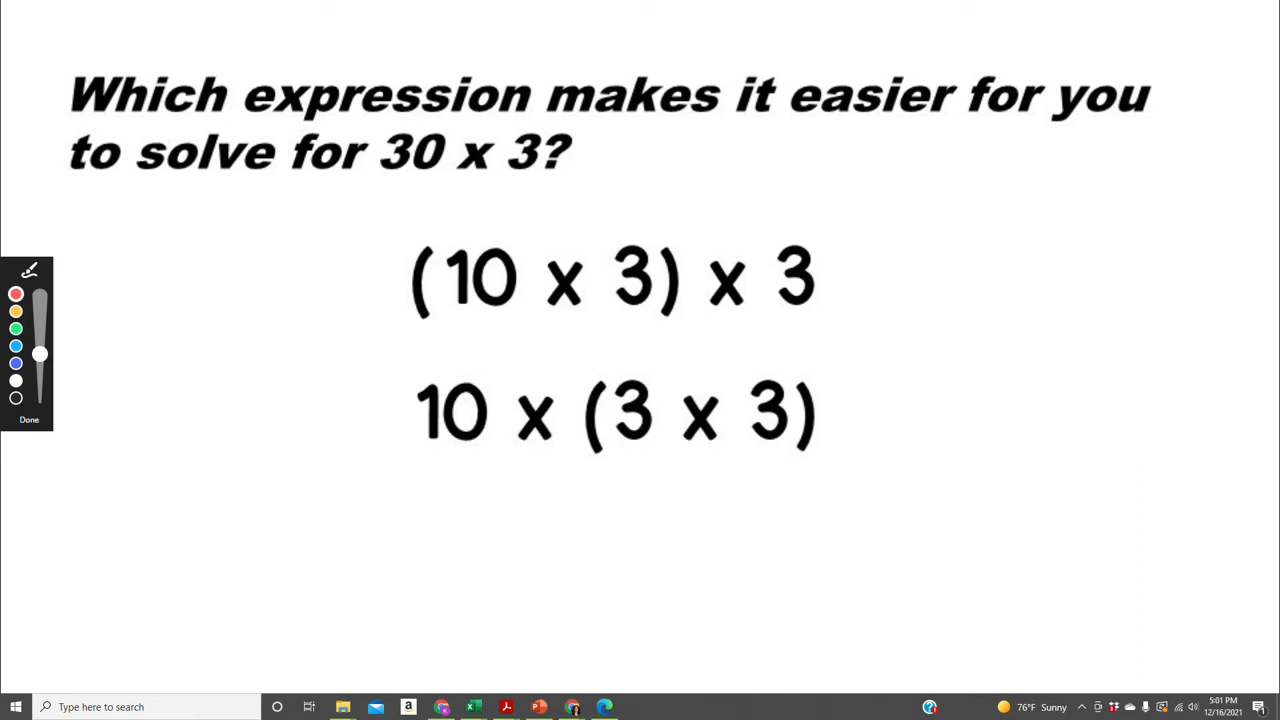 Which expression makes it easier for you
to solve for 30 x 3?
(10 x 3) x 3
10 x (3 x 3)
Done
Type here to search
a
76°F Sunny
5:01 PM
12/16/2021